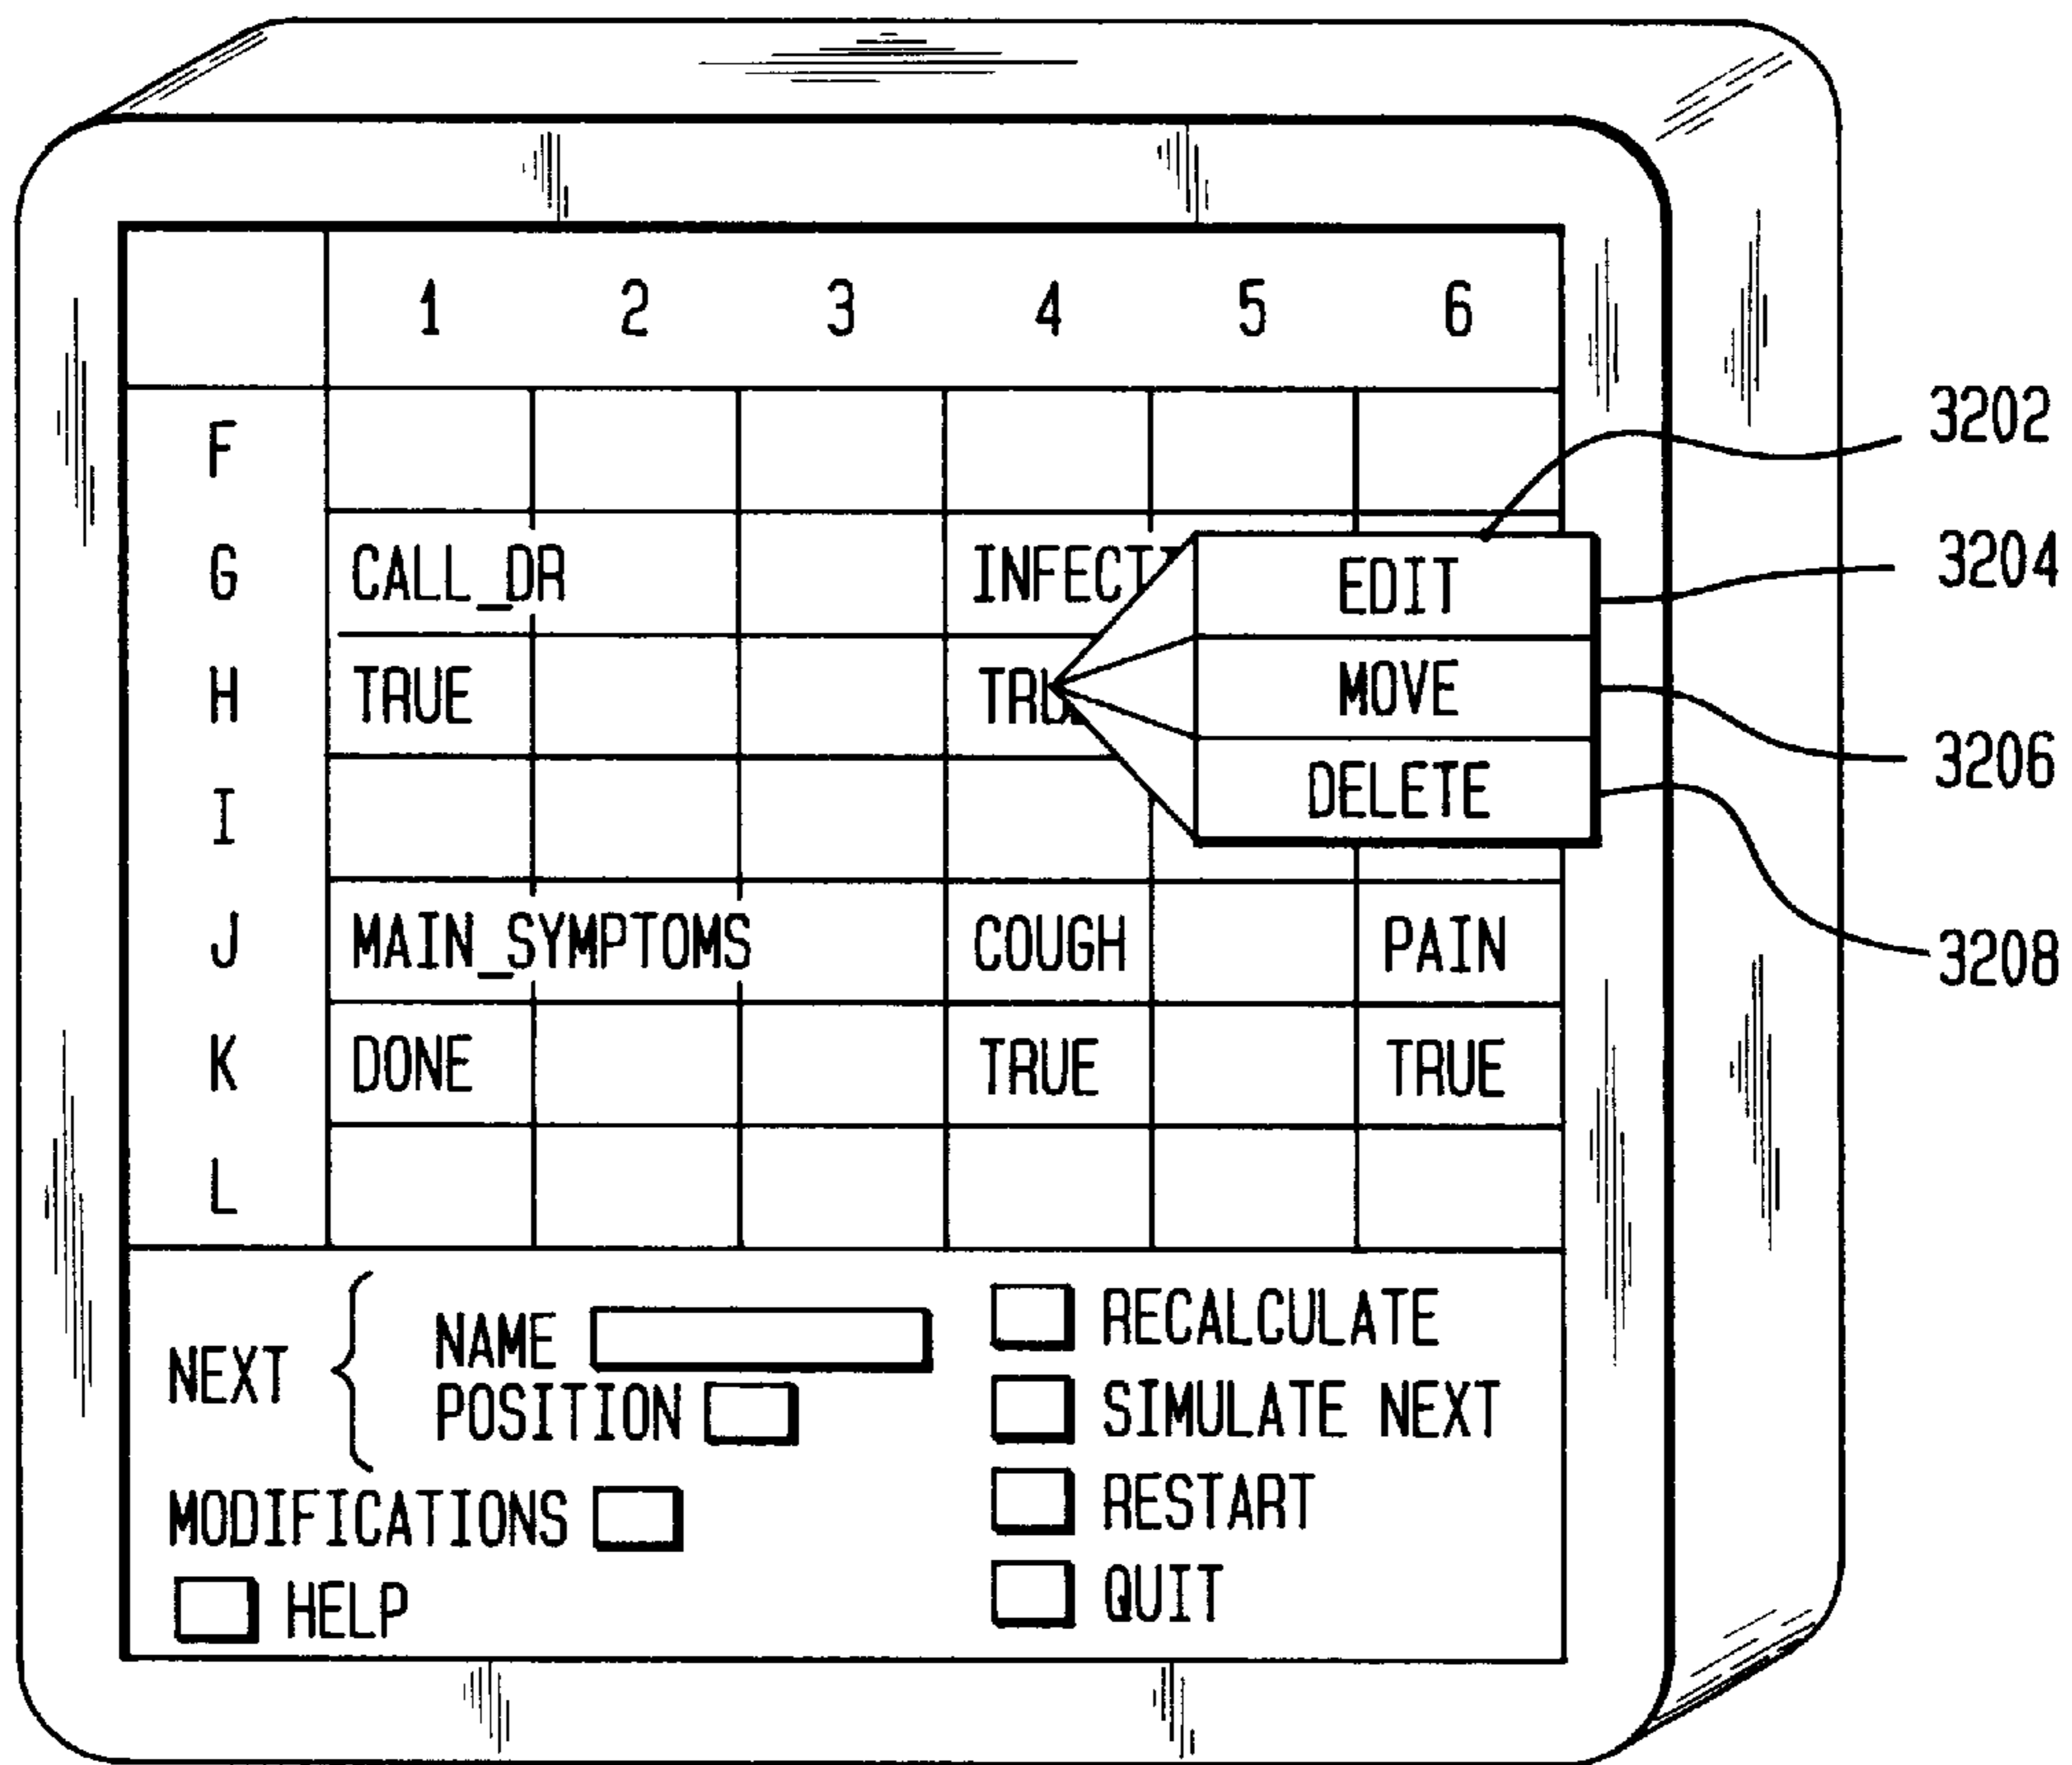 1 2 3 4 5 6
F
3202
G CALL_DR
EDIT
3204
H TRUE
MOVE
3206
I
DELETE
J MAIN_SYMPTOMS COUGH PAIN
3208
K DONE TRUE TRUE
L
NEXT
NAME
POSITION
MODIFICATIONS
HELP
RECALCULATE
SIMULATE NEXT
RESTART
QUIT